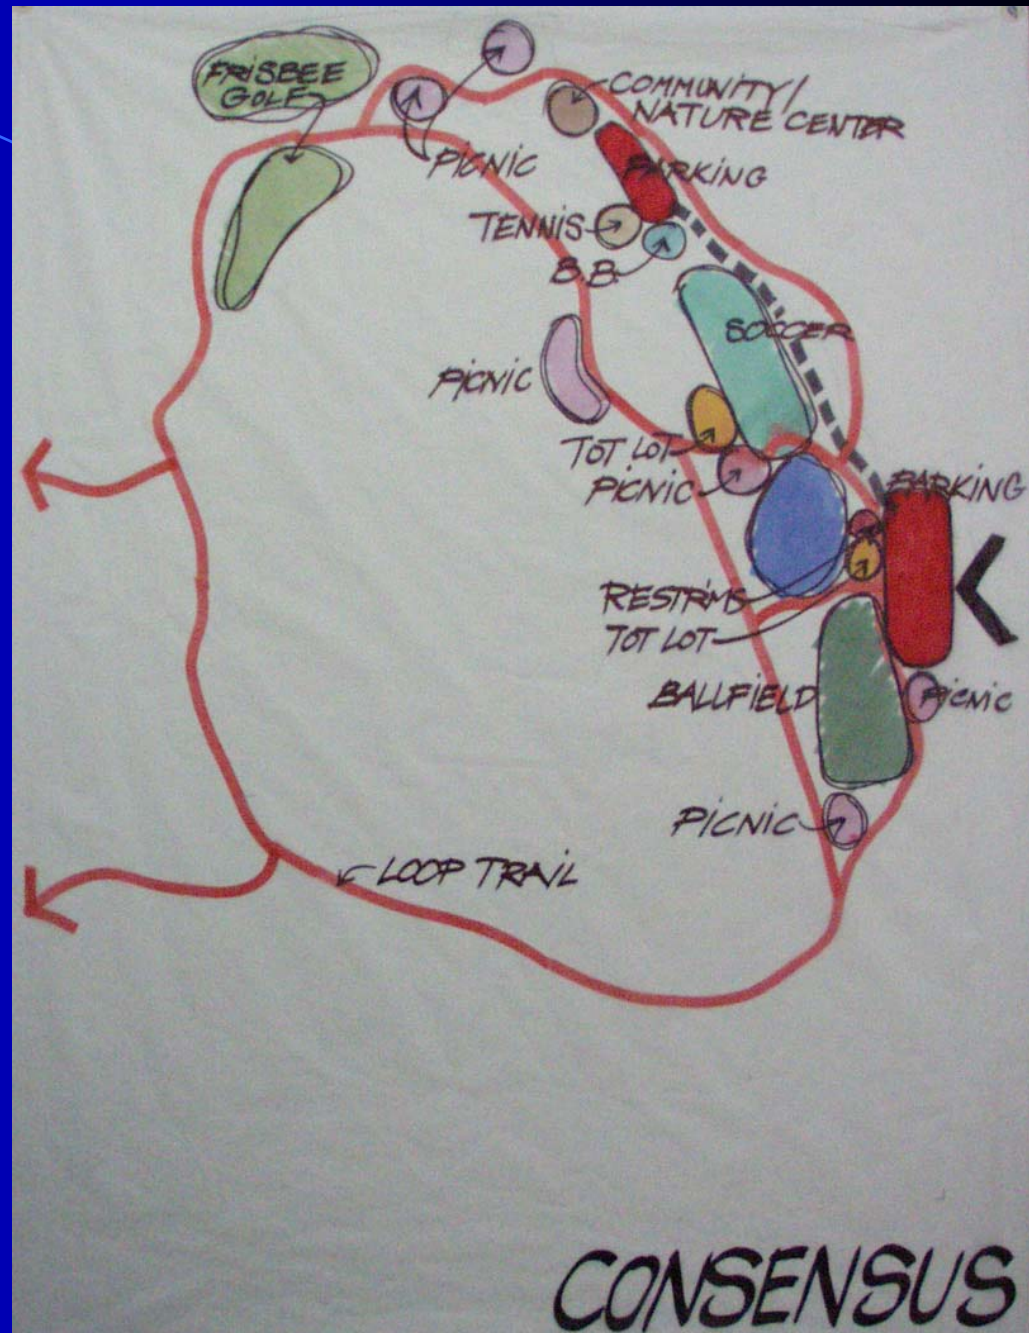 FRISBEE
GOLF
COMMUNITY/
NATURE CENTER
PICNIC
PARKING
TENNIS
B.B.
SOCCER
PICNIC
TOT LOT
PICNIC
PARKING
RESTRMS
TOT LOT
BALLFIELD
PICNIC
PICNIC
LOOP TRAIL
CONSENSUS